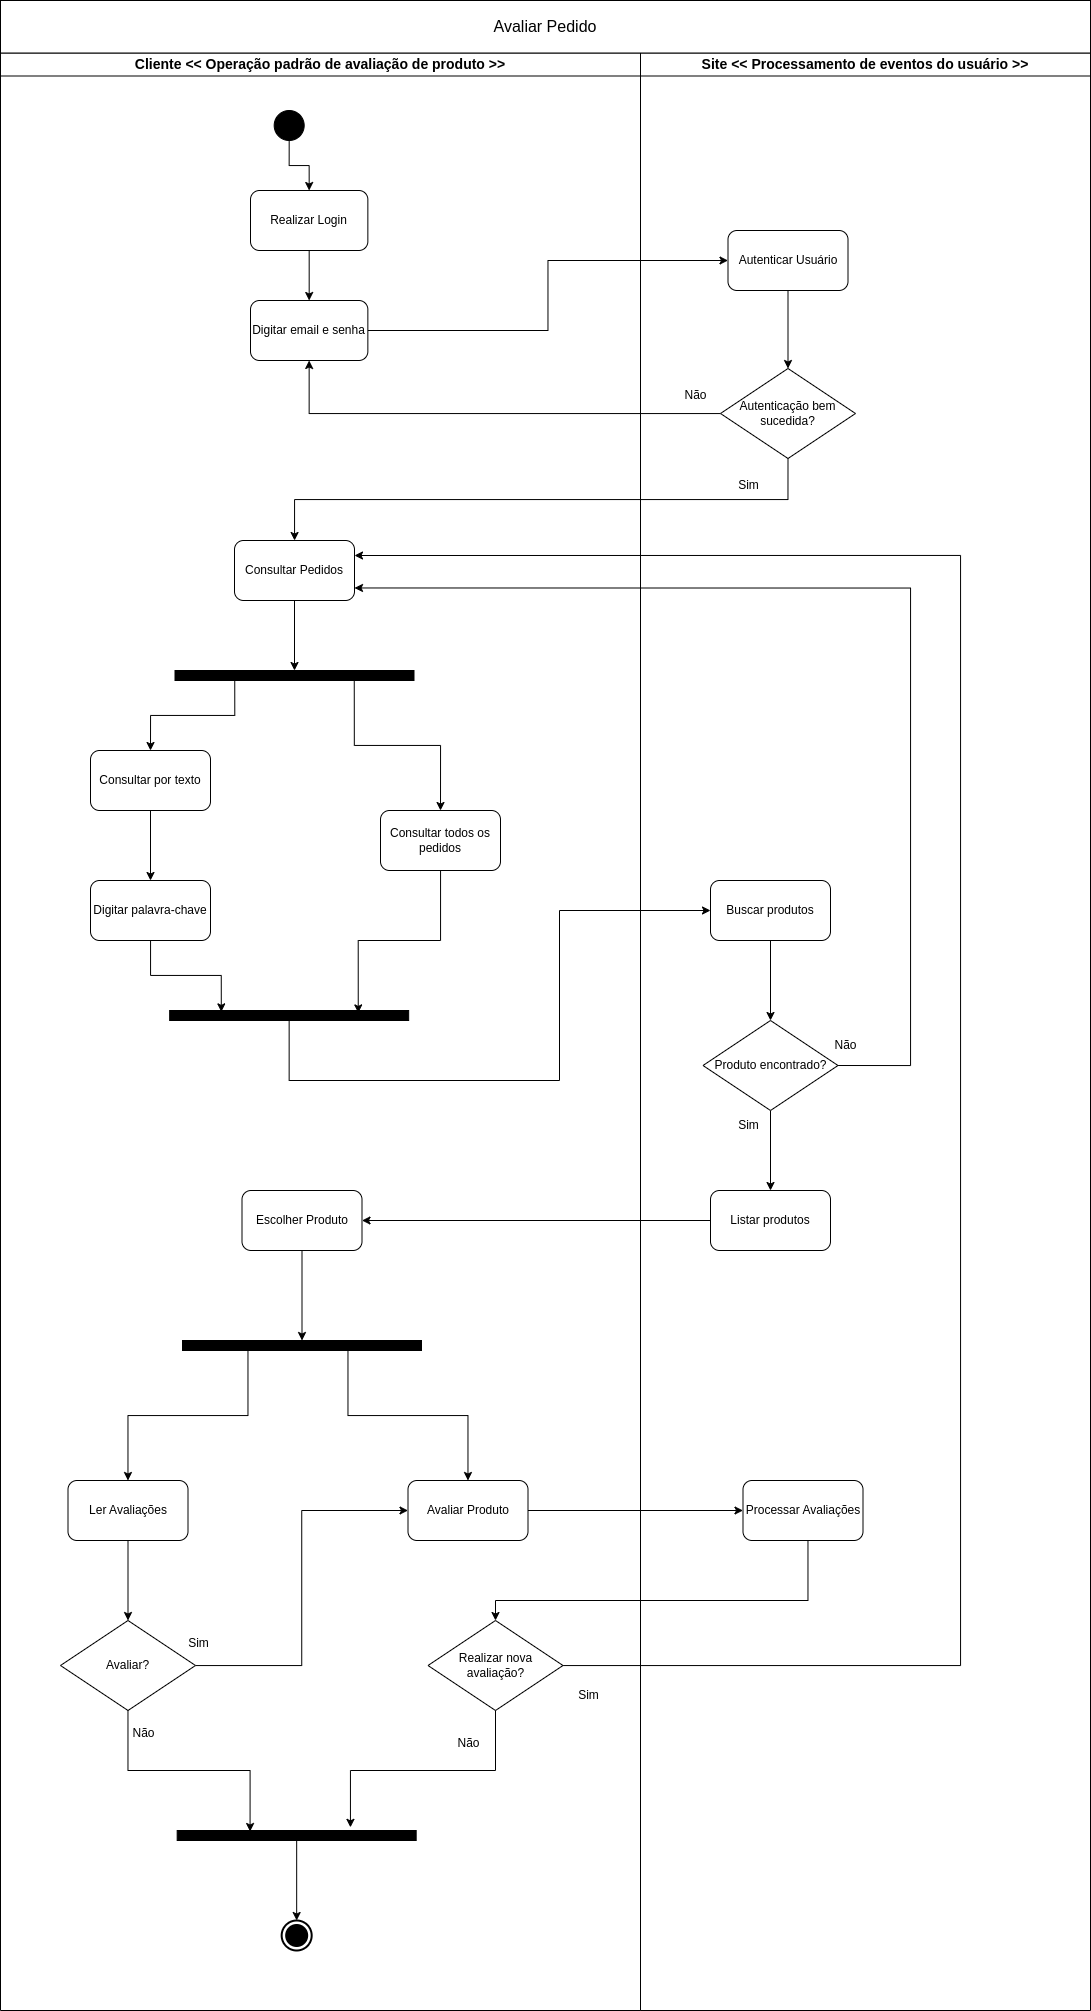 Avaliar Pedido
Cliente << Operação padrão de avaliação de produto >>
Site << Processamento de eventos do usuário >>
Realizar Login
Autenticar Usuário
Digitar email e senha
Não
Autenticação bem
sucedida?
Sim
Consultar Pedidos
Consultar por texto
Consultar todos os
pedidos
Digitar palavra-chave
Buscar produtos
Não
Produto encontrado?
Sim
Escolher Produto
Listar produtos
Ler Avaliações
Avaliar Produto
Processar Avaliações
Sim
Avaliar?
Realizar nova
avaliação?
Sim
Não
Não